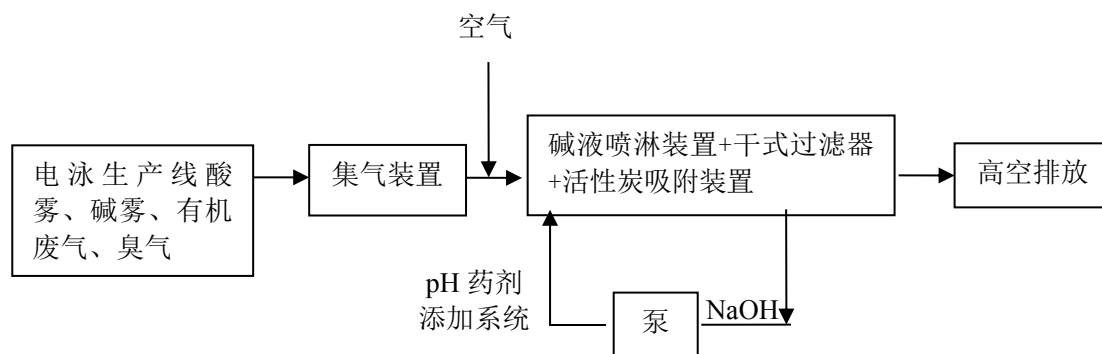 空气
电泳生产线酸
雾、碱雾、有机
废气、臭气
集气装置
碱液喷淋装置+干式过滤器
+活性炭吸附装置
高空排放
pH 药剂
添加系统
泵
NaOH